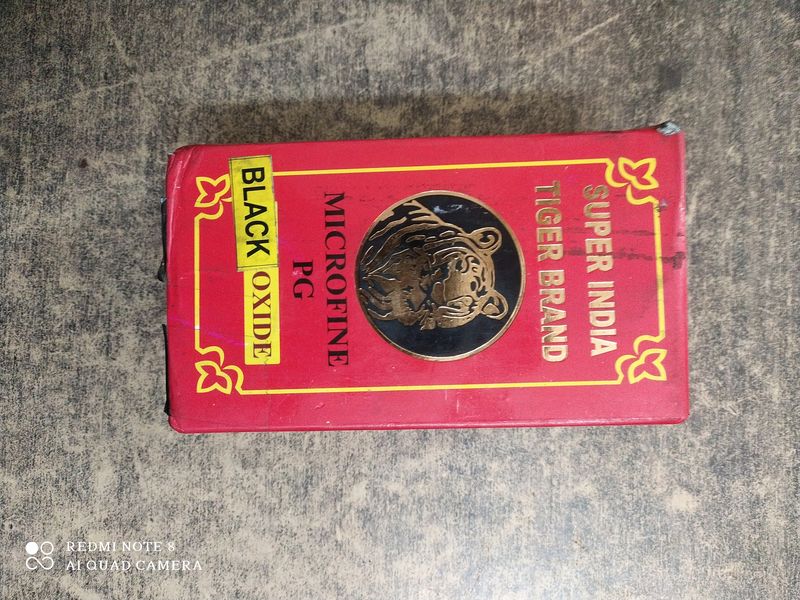 SUPER INDIA
TIGER BRAND
MICROFINE
PG
BLACK OXIDE
REDMI NOTE 8
AI QUAD CAMERA